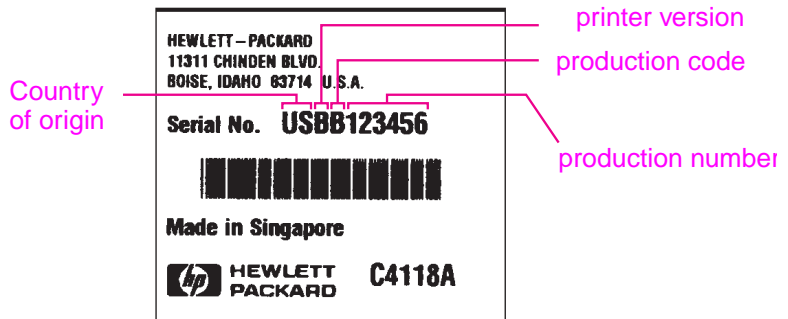 printer version
production code
Country
of origin
production number
HEWLETT-PACKARD
11311 CHINDEN BLVD.
BOISE, IDAHO 83714 U.S.A.
Serial No. USBB123456
Made in Singapore
hp HEWLETT PACKARD C4118A